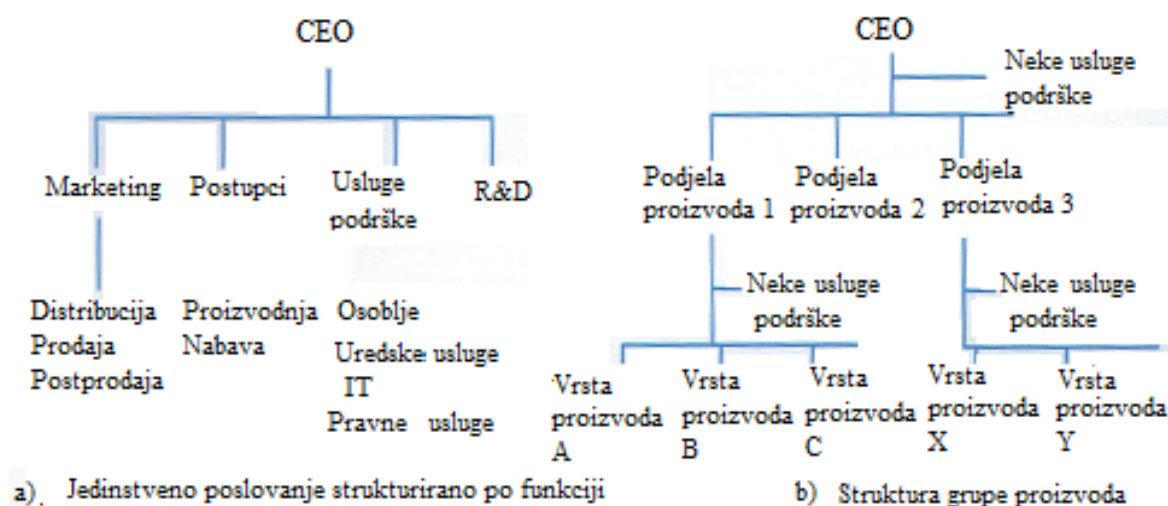 CEO
Marketing
Postupci
Usluge
podrške
R&D
Distribucija
Prodaja
Postprodaja
Proizvodnja
Nabava
Osoblje
Uredske usluge
IT
Pravne usluge
a). Jedinstveno poslovanje strukturirano po funkciji
CEO
Neke usluge
podrške
Podjela
proizvoda 1
Podjela
proizvoda 2
Podjela
proizvoda 3
Neke usluge
podrške
Neke usluge
podrške
Vrsta
proizvoda
A
Vrsta
proizvoda
B
Vrsta
proizvoda
C
Vrsta
proizvoda
X
Vrsta
proizvoda
Y
b) Struktura grupe proizvoda